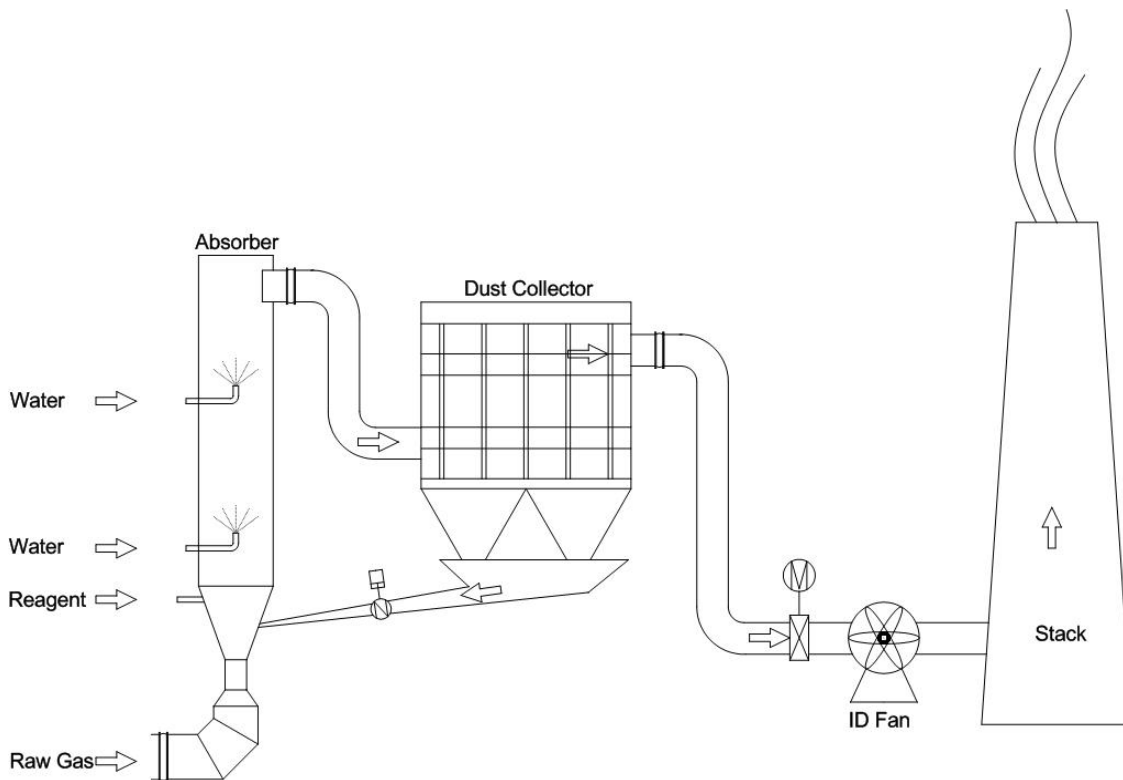 Absorber
Dust Collector
Water
Water
Reagent
Stack
ID Fan
Raw Gas
M